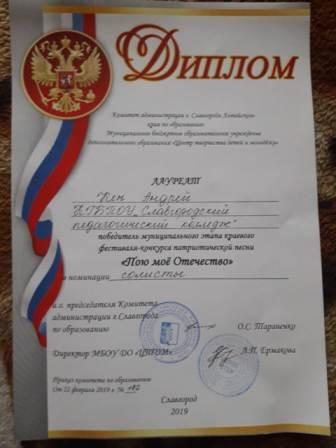 ДИПЛОМ
Комитет администрации г. Славгорода Алтайского
края по образованию
Муниципальное бюджетное образовательное учреждение
дополнительного образования «Центр творчества детей и молодёжи»
ЛАУРЕАТ
Кен Андрей
КГБПОУ „Славгородский
педагогический колледж"
победитель муниципального этапа краевого
фестиваля-конкурса патриотической песни
«Пою моё Отечество»
в номинации солисты
и.о. председателя Комитета
администрации г.Славгорода
по образованию О.С. Тараненко
Директор МБОУ ДО «ЦТДМ» Л.П. Ермакова
Приказ комитета по образованию
От 22 февраля 2019 г. №
Славгород
2019